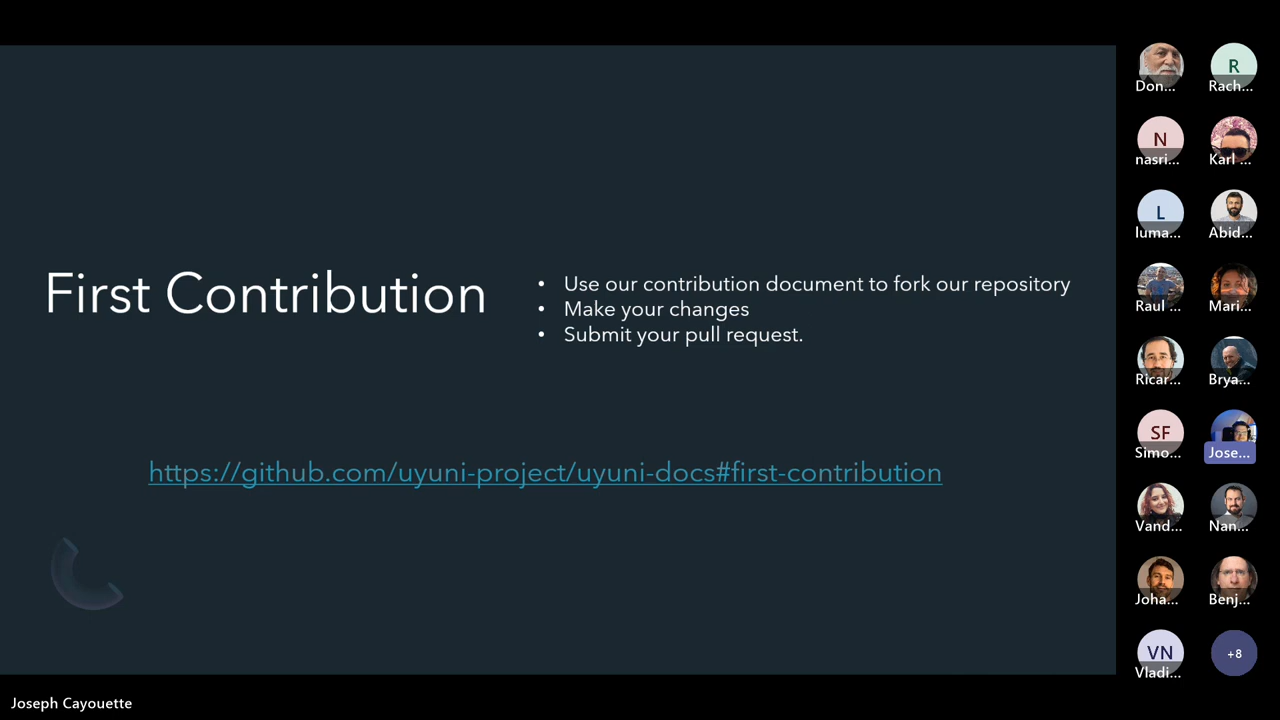 First Contribution
• Use our contribution document to fork our repository
• Make your changes
• Submit your pull request.
https://github.com/uyuni-project/uyuni-docs#first-contribution
Don...
R
Rach...
N
nasri...
Karl ...
L
luma...
Abid...
Raul ...
Mari...
Ricar...
Brya...
SF
Simo...
Jose...
Vand...
Nan...
Joha...
Benj...
VN
Vladi...
+8
Joseph Cayouette